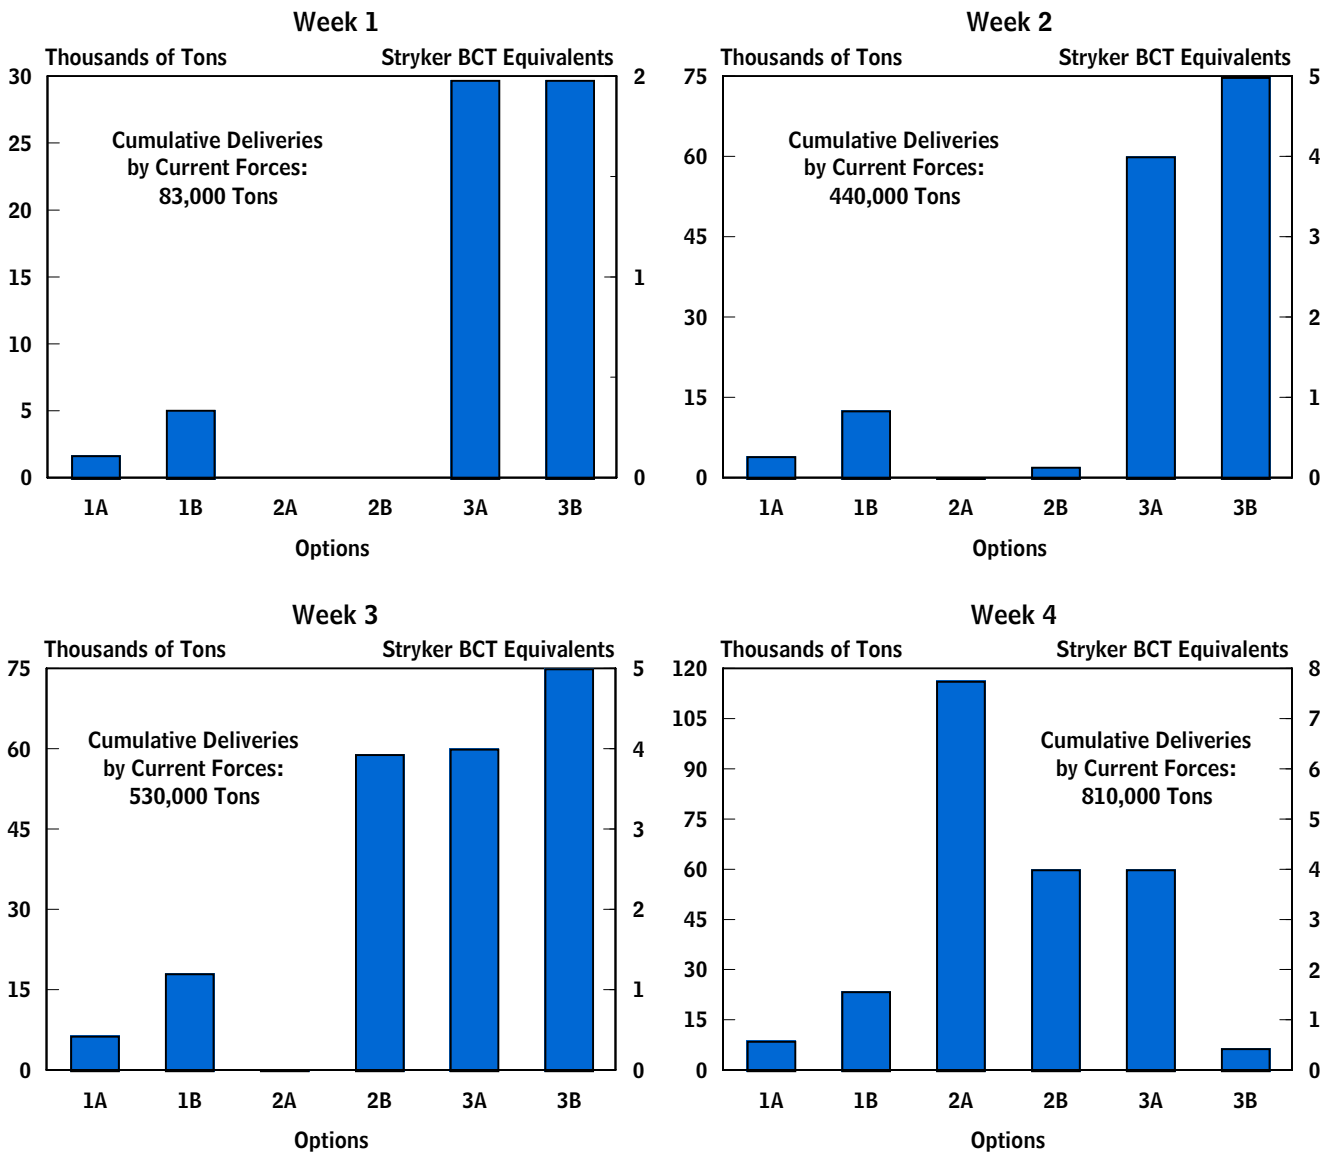 Week 1
Thousands of Tons
Stryker BCT Equivalents
30
25
20
15
10
5
0
2
1
0
Cumulative Deliveries
by Current Forces:
83,000 Tons
1A 1B 2A 2B 3A 3B
Options
Week 2
Thousands of Tons
Stryker BCT Equivalents
75
60
45
30
15
0
5
4
3
2
1
0
Cumulative Deliveries
by Current Forces:
440,000 Tons
1A 1B 2A 2B 3A 3B
Options
Week 3
Thousands of Tons
Stryker BCT Equivalents
75
60
45
30
15
0
5
4
3
2
1
0
Cumulative Deliveries
by Current Forces:
530,000 Tons
1A 1B 2A 2B 3A 3B
Options
Week 4
Thousands of Tons
Stryker BCT Equivalents
120
105
90
75
60
45
30
15
0
8
7
6
5
4
3
2
1
0
Cumulative Deliveries
by Current Forces:
810,000 Tons
1A 1B 2A 2B 3A 3B
Options